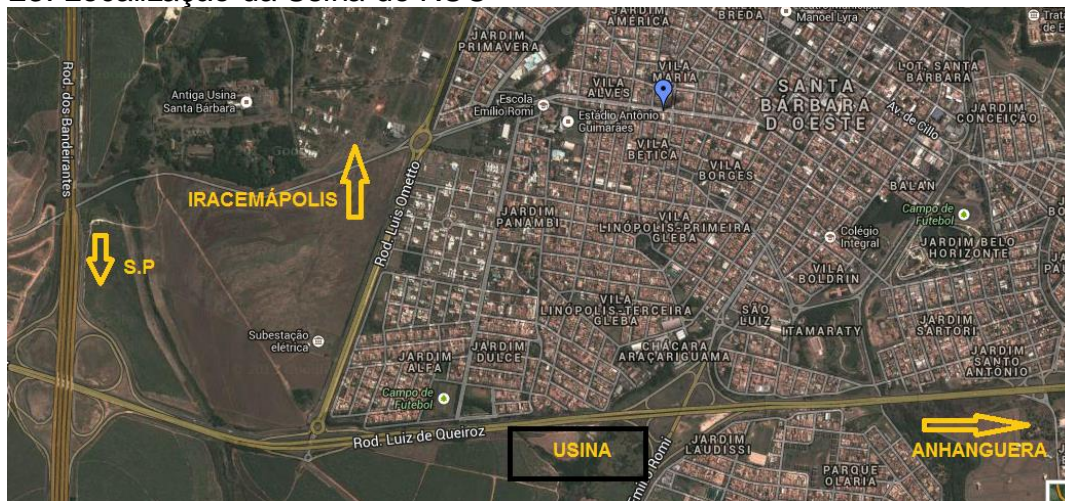 JARDIM
AMÉRICA
BREDA
Manoel Lyra
JARDIM
PRIMAVERA
VILA
MARIA
VILA
ALVES
SANTA
BÁRBARA
D OESTE
LOT. SANTA
BÁRBARA
JARDIM
CONCEIÇÃO
Av. de Cillo
Rod. dos Bandeirantes
Antiga Usina
Santa Bárbara
Escola
Emílio Romi
Estádio Antônio
Guimaraes
VILA
BETICA
VILA
BORGES
BALAN
Campo de
Futebol
IRACEMÁPOLIS
Rod. Luis Ometto
JARDIM
PANAMBI
VILA
LINÓPOLIS-PRIMEIRA
GLEBA
Colégio
Integral
JARDIM BELO
HORIZONTE
S.P
VILA
BOLDRIN
VILA
LINÓPOLIS-TERCEIRA
GLEBA
SÃO
LUIZ
ITAMARATY
JARDIM
SARTORI
Subestação
elétrica
JARDIM
ALFA
JARDIM
DULCE
CHÁCARA
ARAÇARIGUAMA
JARDIM
SANTO
ANTÔNIO
Campo de
Futebol
Rod. Luiz de Queiroz
USINA
Emílio Romi
JARDIM
LAUDISSI
PARQUE
OLARIA
ANHANGUERA